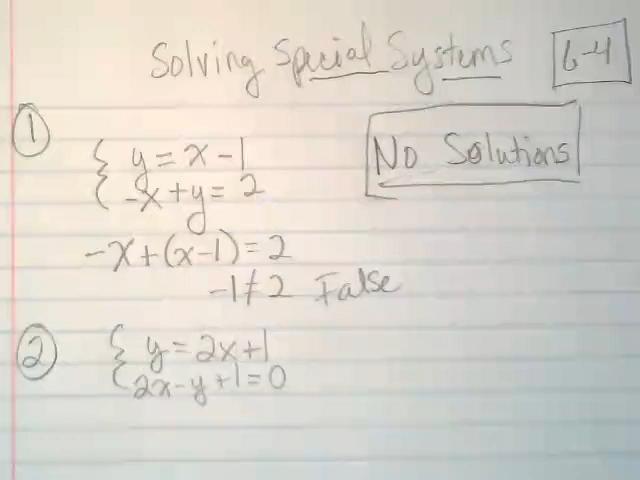 Solving Special Systems 6-4
①
y = x - 1
-x + y = 2
No Solutions
-x + (x - 1) = 2
-1 ≠ 2 False
②
y = 2x + 1
2x - y + 1 = 0